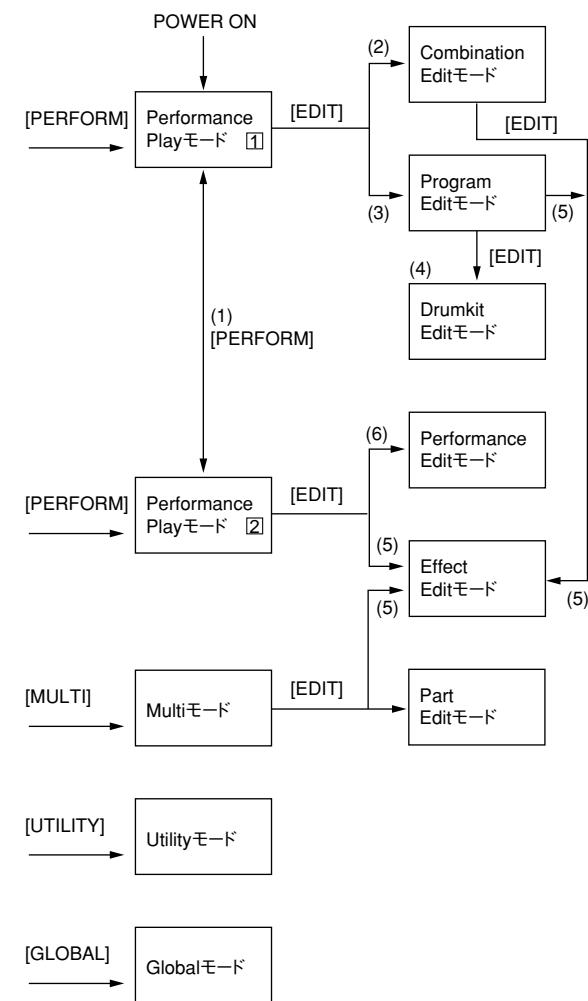 POWER ON
(2)
Combination
Editモード
[PERFORM]
Performance
Playモード 1
[EDIT]
[EDIT]
(3)
Program
Editモード
(5)
[EDIT]
(4)
Drumkit
Editモード
(1)
[PERFORM]
(6)
Performance
Editモード
[PERFORM]
Performance
Playモード 2
[EDIT]
(5)
Effect
Editモード
(5)
(5)
[MULTI]
Multiモード
[EDIT]
Part
Editモード
[UTILITY]
Utilityモード
[GLOBAL]
Globalモード